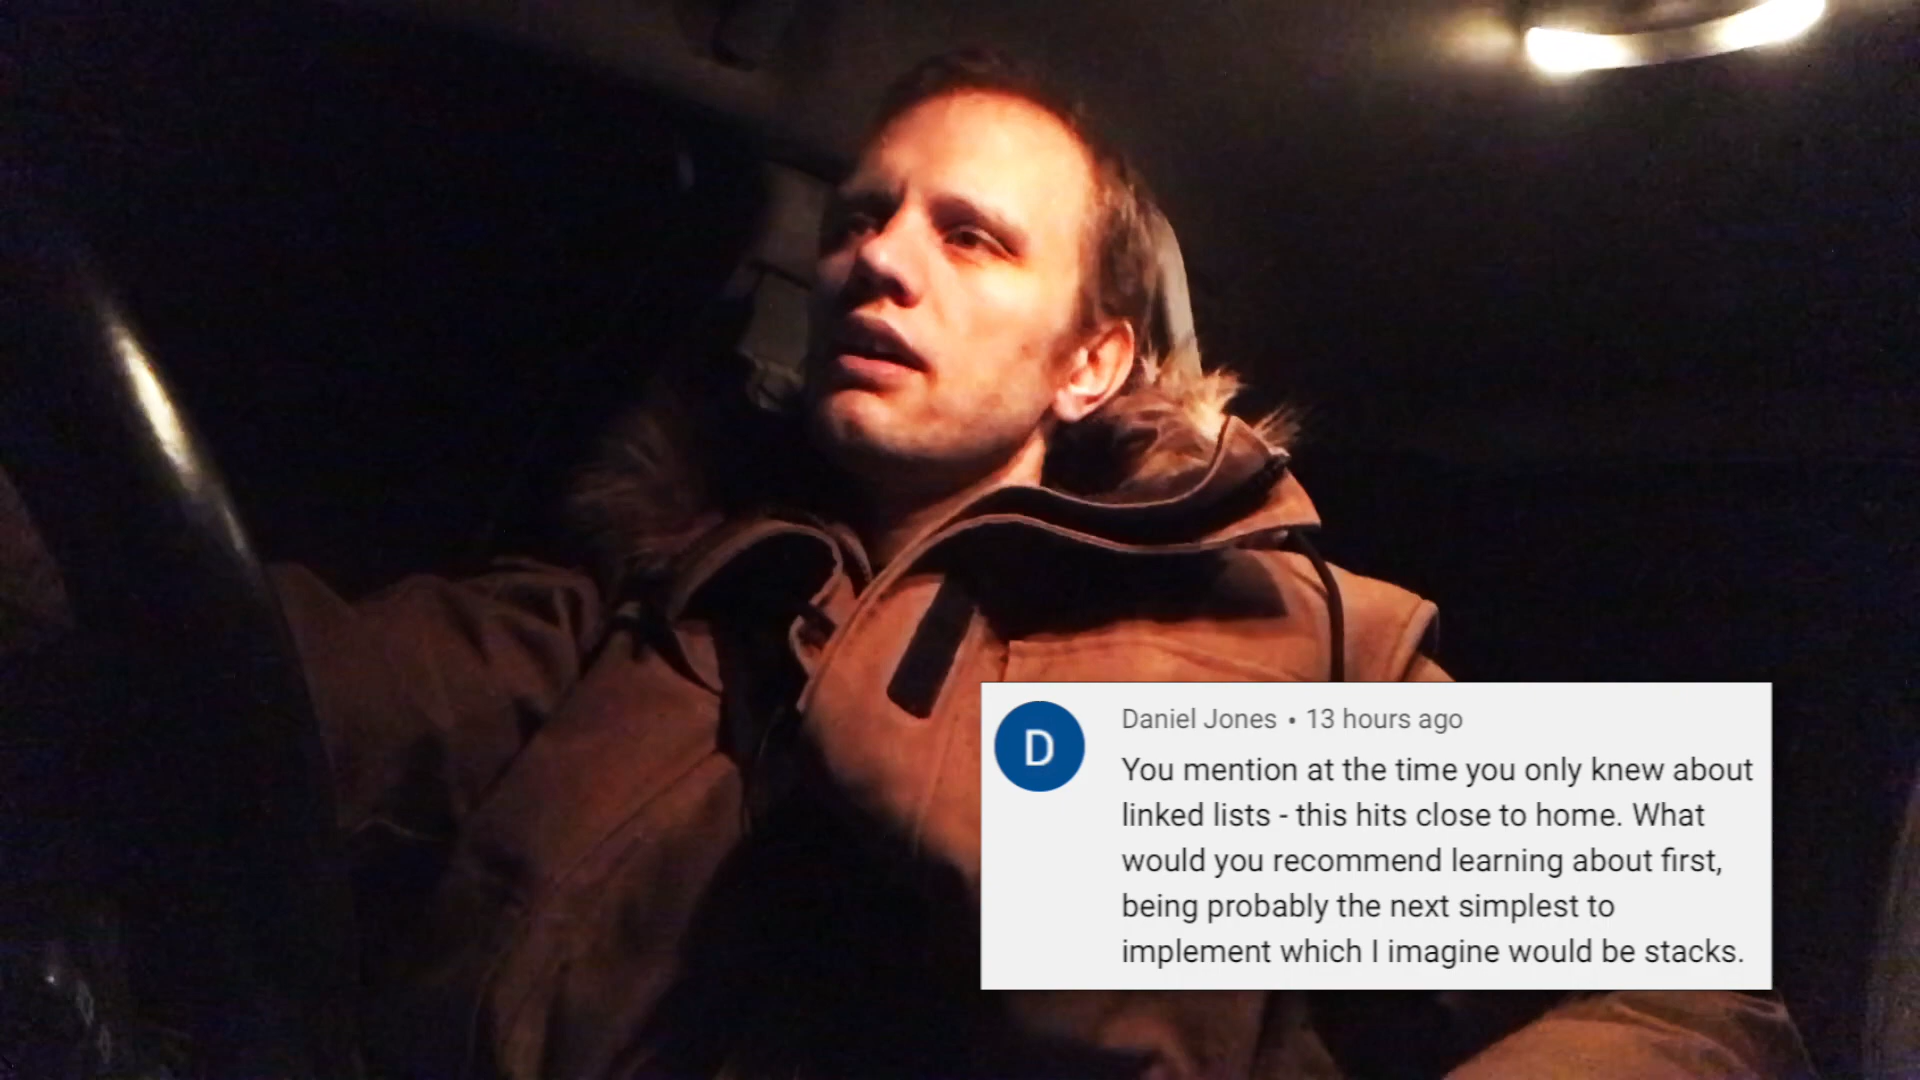 D
Daniel Jones • 13 hours ago
You mention at the time you only knew about
linked lists - this hits close to home. What
would you recommend learning about first,
being probably the next simplest to
implement which I imagine would be stacks.